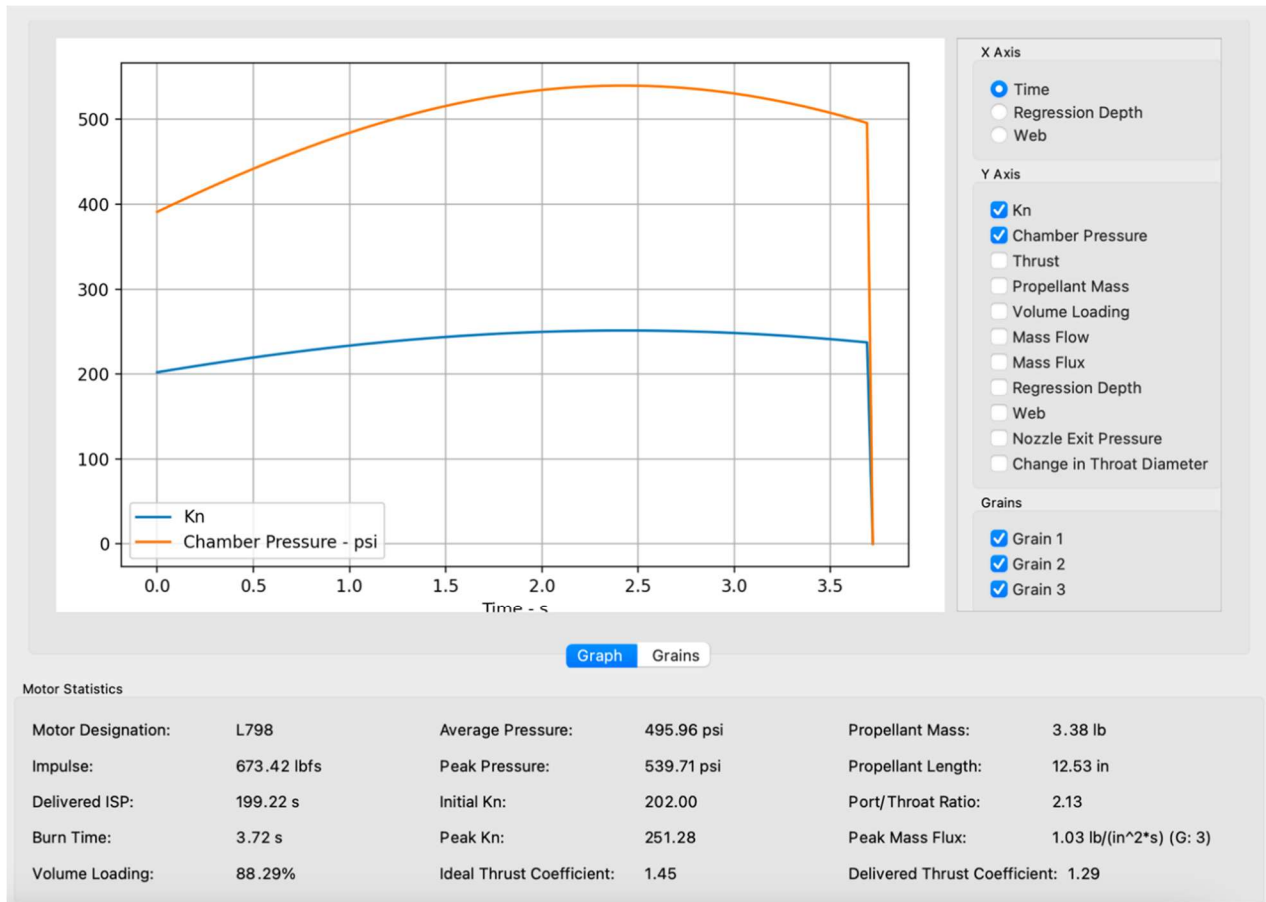 500
400
300
200
100
0
Kn
Chamber Pressure - psi
0.0 0.5 1.0 1.5 2.0 2.5 3.0 3.5
Time - s
X Axis
Time
Regression Depth
Web
Y Axis
Kn
Chamber Pressure
Thrust
Propellant Mass
Volume Loading
Mass Flow
Mass Flux
Regression Depth
Web
Nozzle Exit Pressure
Change in Throat Diameter
Grains
Grain 1
Grain 2
Grain 3
Graph Grains
Motor Statistics
Motor Designation: L798 Average Pressure: 495.96 psi Propellant Mass: 3.38 lb
Impulse: 673.42 lbfs Peak Pressure: 539.71 psi Propellant Length: 12.53 in
Delivered ISP: 199.22 s Initial Kn: 202.00 Port/Throat Ratio: 2.13
Burn Time: 3.72 s Peak Kn: 251.28 Peak Mass Flux: 1.03 lb/(in^2*s) (G: 3)
Volume Loading: 88.29% Ideal Thrust Coefficient: 1.45 Delivered Thrust Coefficient: 1.29